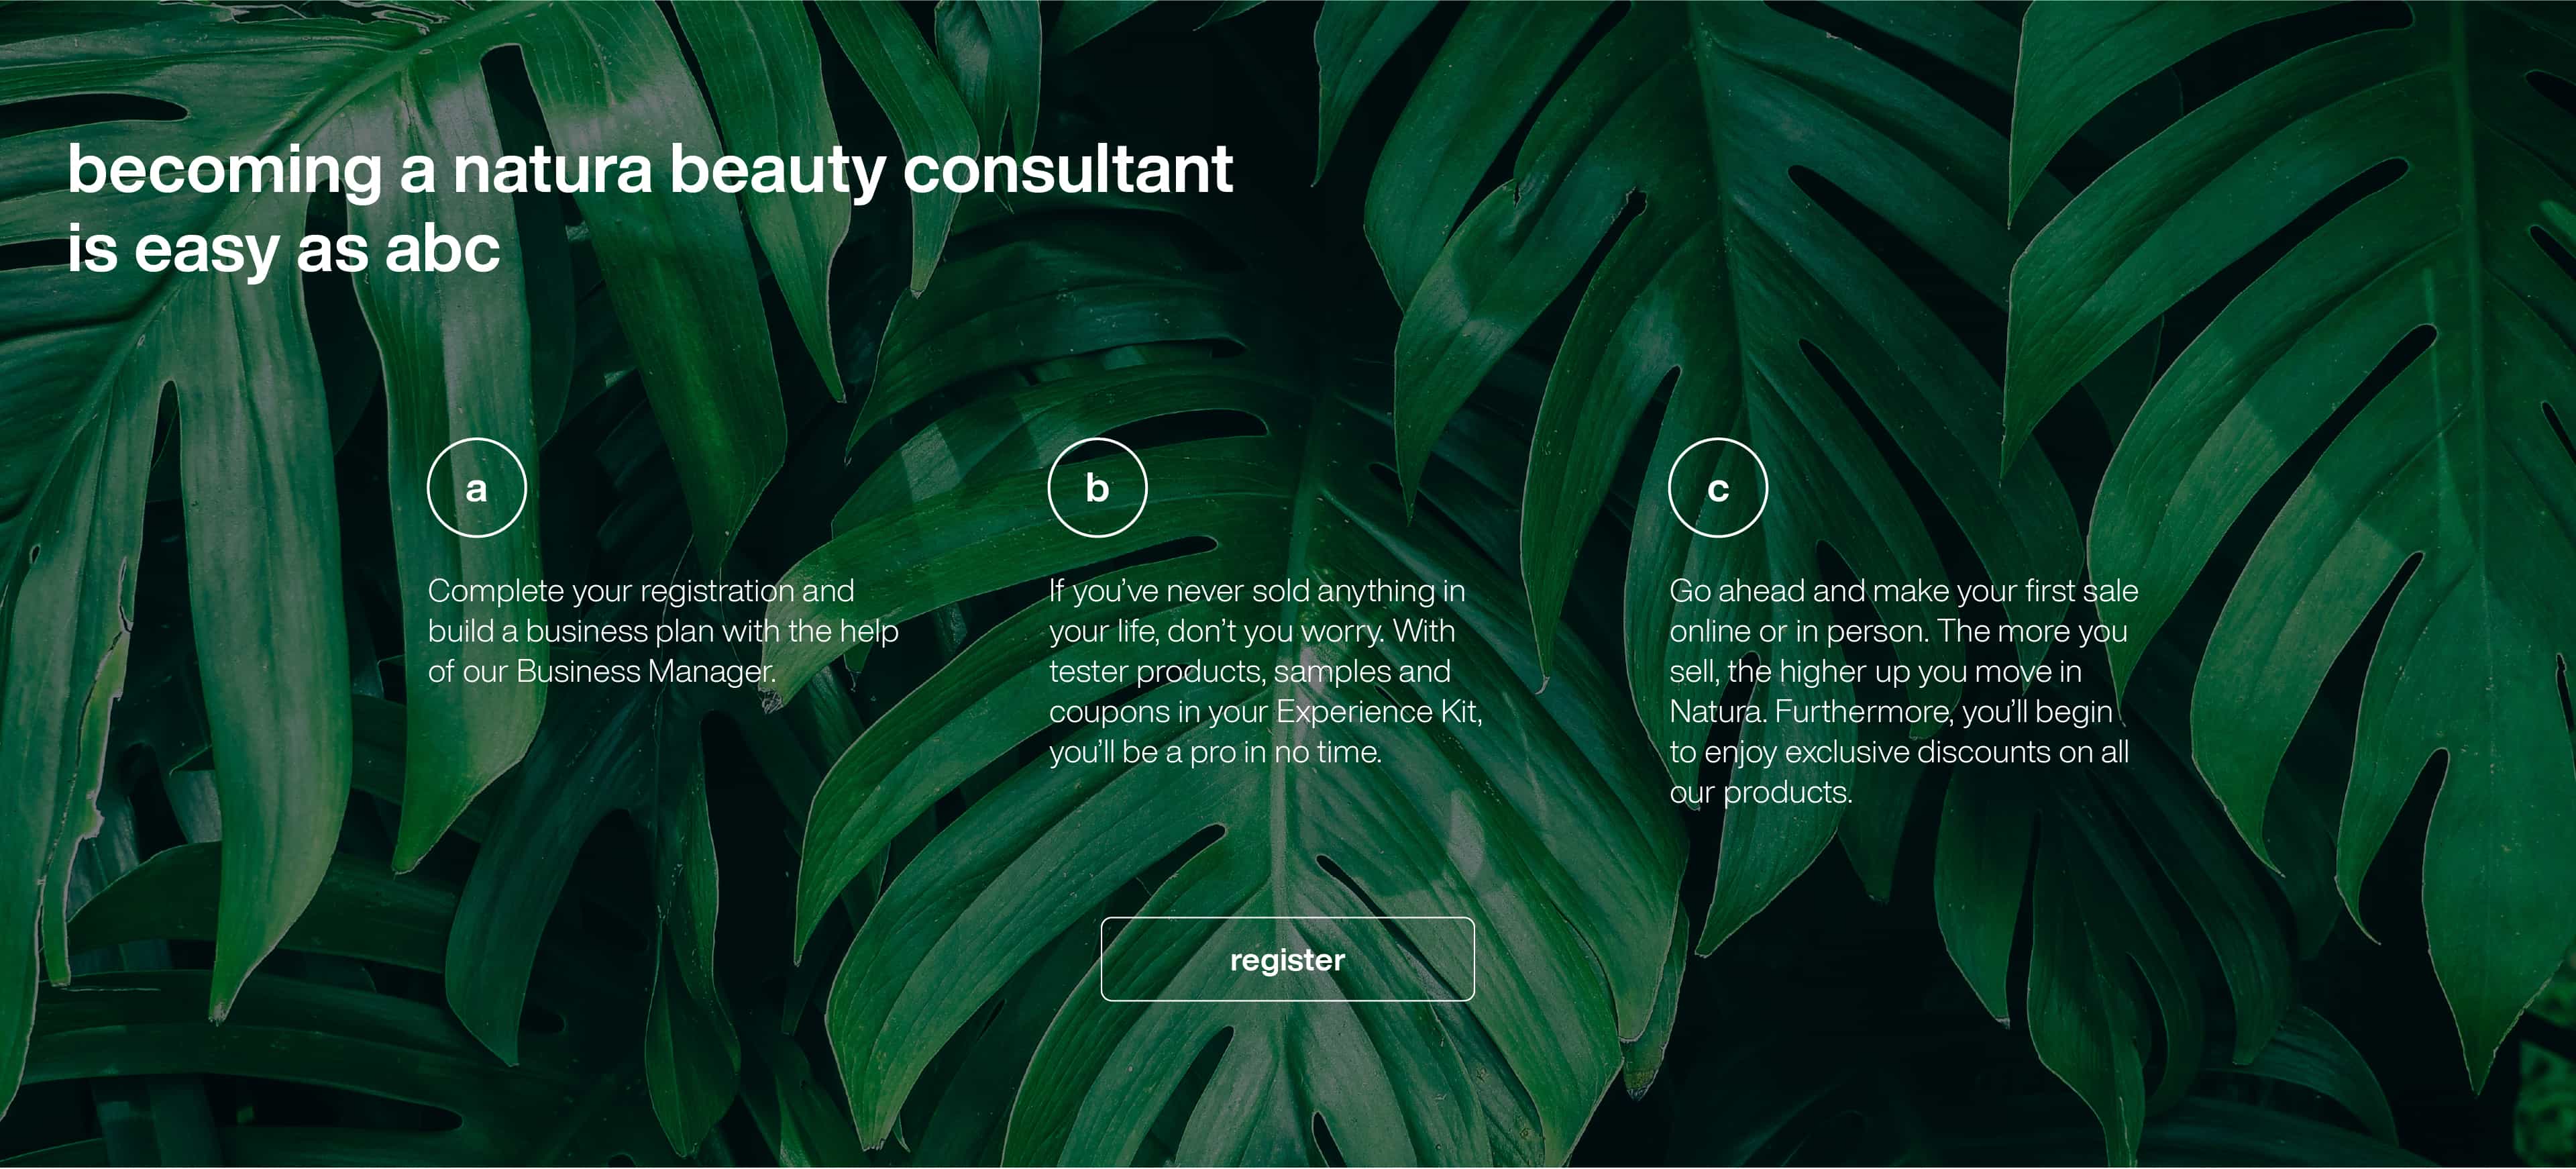 becoming a natura beauty consultant
is easy as abc
a
Complete your registration and
build a business plan with the help
of our Business Manager.
b
If you’ve never sold anything in
your life, don’t you worry. With
tester products, samples and
coupons in your Experience Kit,
you’ll be a pro in no time.
c
Go ahead and make your first sale
online or in person. The more you
sell, the higher up you move in
Natura. Furthermore, you’ll begin
to enjoy exclusive discounts on all
our products.
register